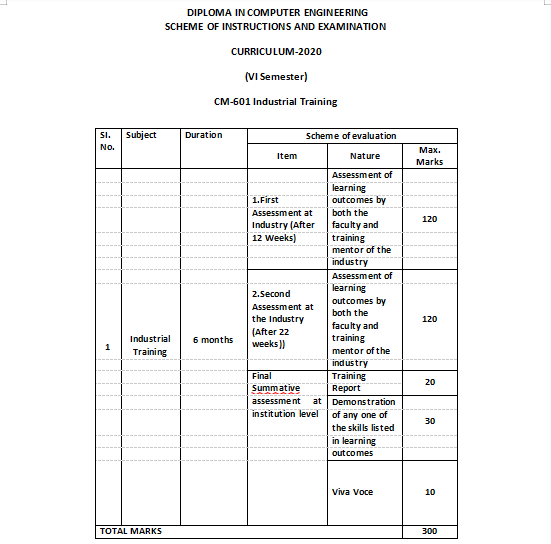 DIPLOMA IN COMPUTER ENGINEERING
SCHEME OF INSTRUCTIONS AND EXAMINATION
CURRICULUM-2020
(VI Semester)
CM-601 Industrial Training
Sl. No.
Subject
Duration
Scheme of evaluation
Item
Nature
Max. Marks
1
Industrial
Training
6 months
1.First
Assessment at
Industry (After
12 Weeks)
Assessment of
learning
outcomes by
both the
faculty and
training
mentor of the
industry
120
2.Second
Assessment at
the Industry
(After 22
weeks))
Assessment of
learning
outcomes by
both the
faculty and
training
mentor of the
industry
120
Final
Summative
assessment at
institution level
Training
Report
20
Demonstration
of any one of
the skills listed
in learning
outcomes
30
Viva Voce
10
TOTAL MARKS
300